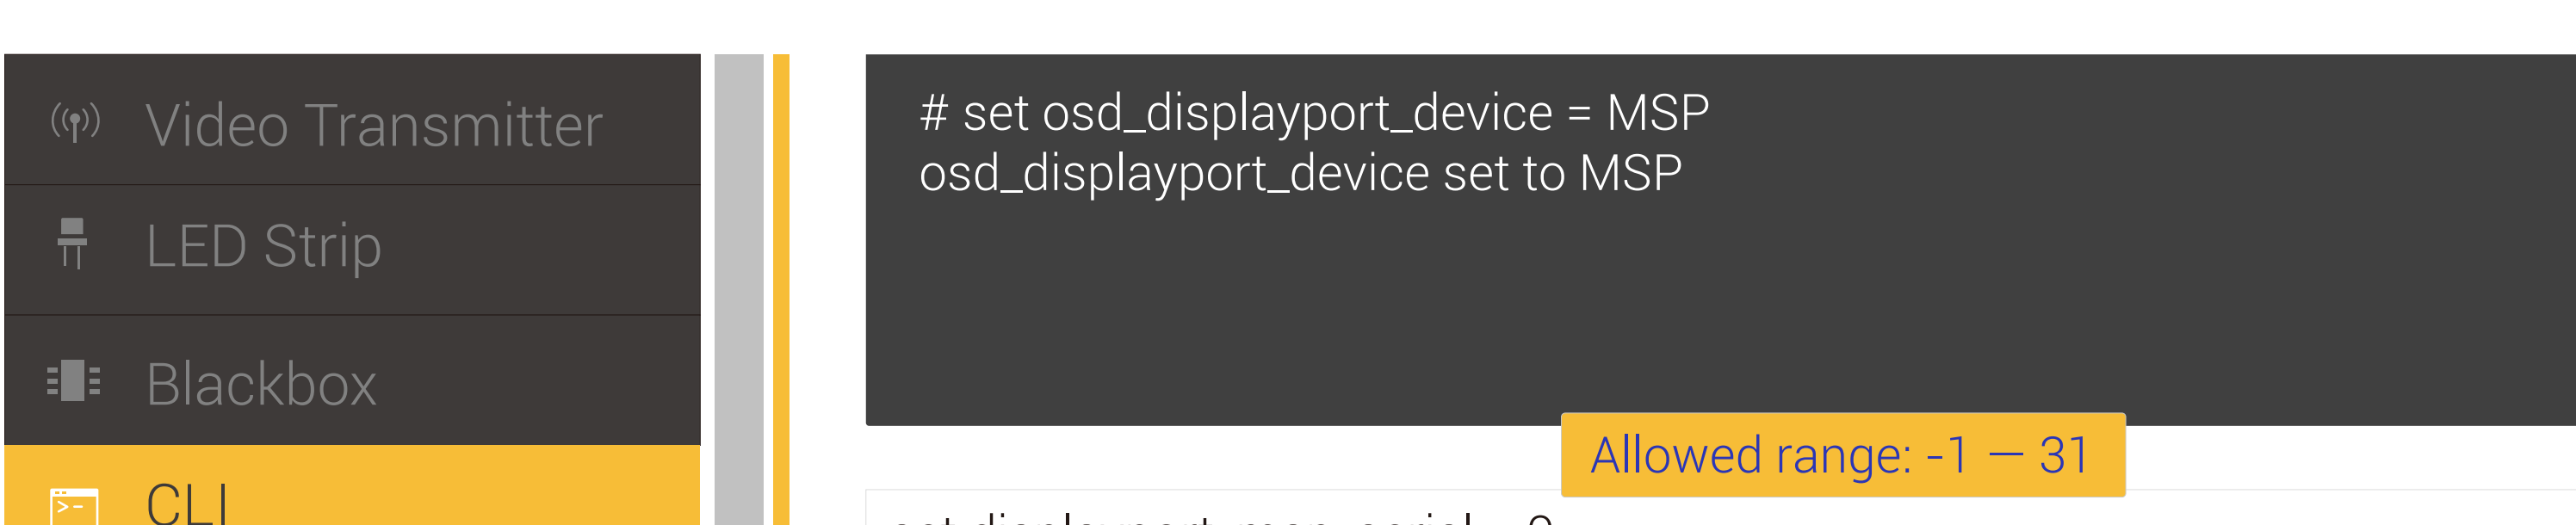 Video Transmitter
LED Strip
Blackbox
CLI
# set osd_displayport_device = MSP
osd_displayport_device set to MSP
Allowed range: -1 — 31